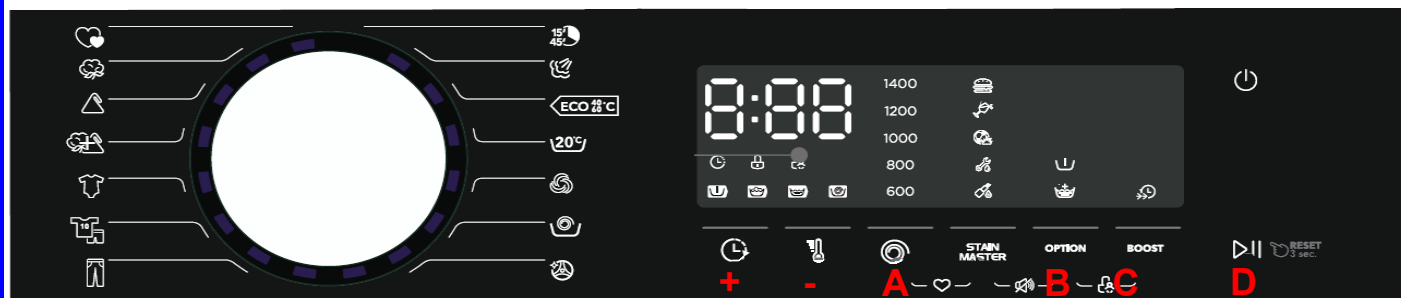 15' 45'
ECO 40 60 °C
20°C
10
8:88
1400
1200
1000
800
600
STAIN MASTER
OPTION
BOOST
RESET
3 sec.
+
-
A
B
C
D